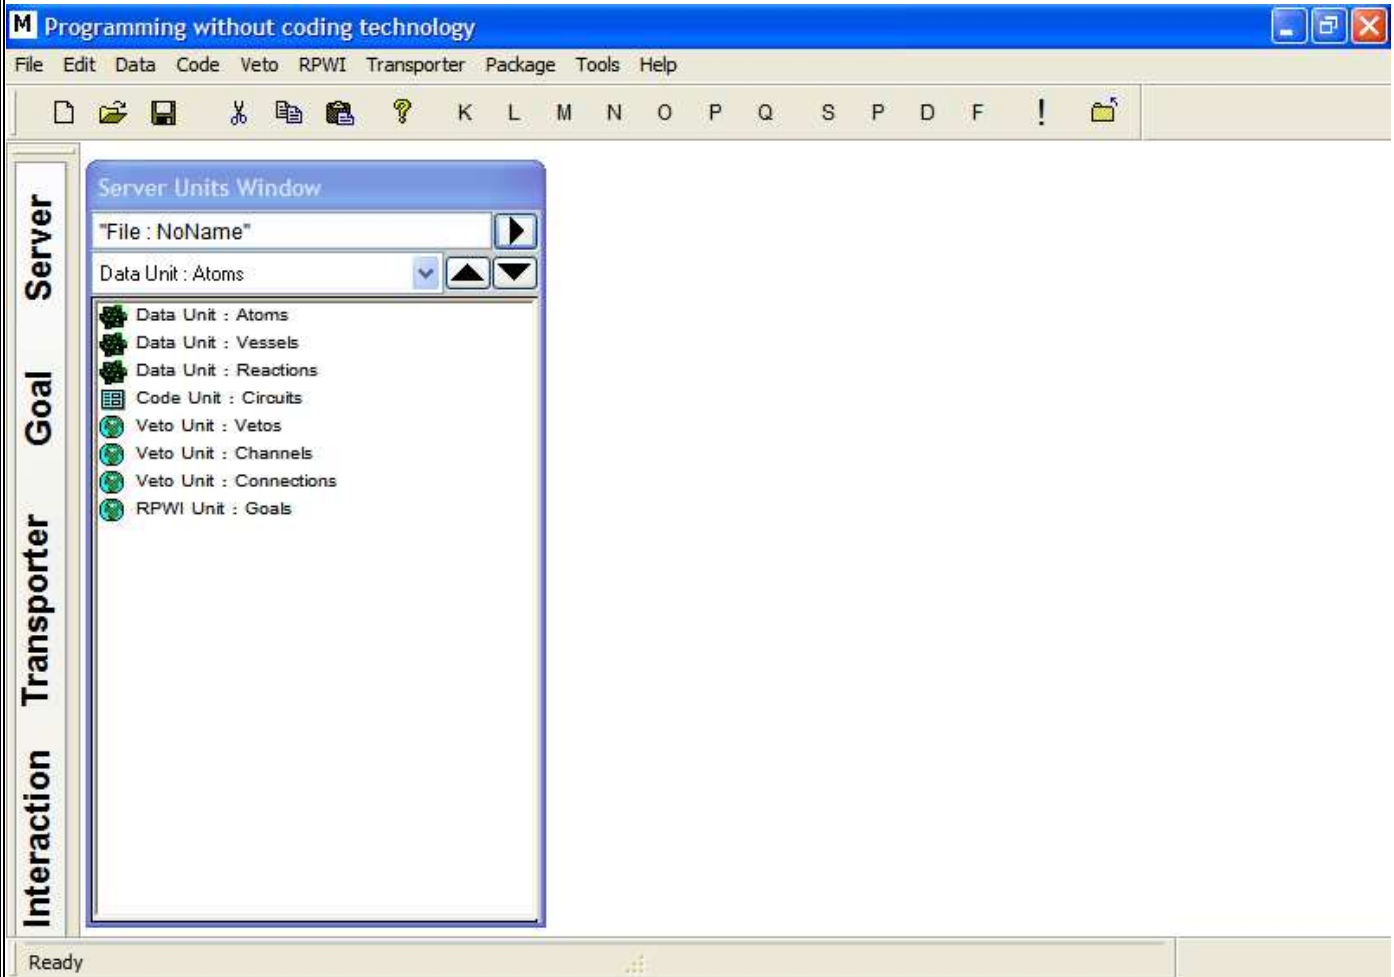 M Programming without coding technology
File Edit Data Code Veto RPWI Transporter Package Tools Help
? K L M N O P Q S P D F !
Server
Goal
Transporter
Interaction
Server Units Window
"File : NoName"
Data Unit : Atoms
Data Unit : Atoms
Data Unit : Vessels
Data Unit : Reactions
Code Unit : Circuits
Veto Unit : Vetos
Veto Unit : Channels
Veto Unit : Connections
RPWI Unit : Goals
Ready